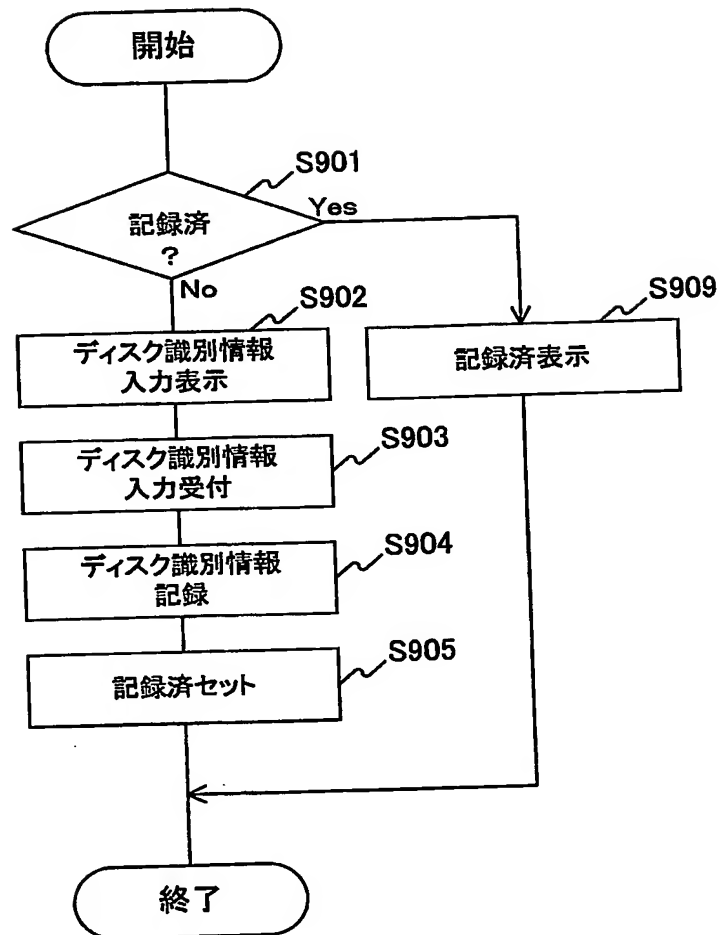 開始
S901
記録済
?
Yes
No
S902
ディスク識別情報
入力表示
S909
記録済表示
S903
ディスク識別情報
入力受付
S904
ディスク識別情報
記録
S905
記録済セット
終了